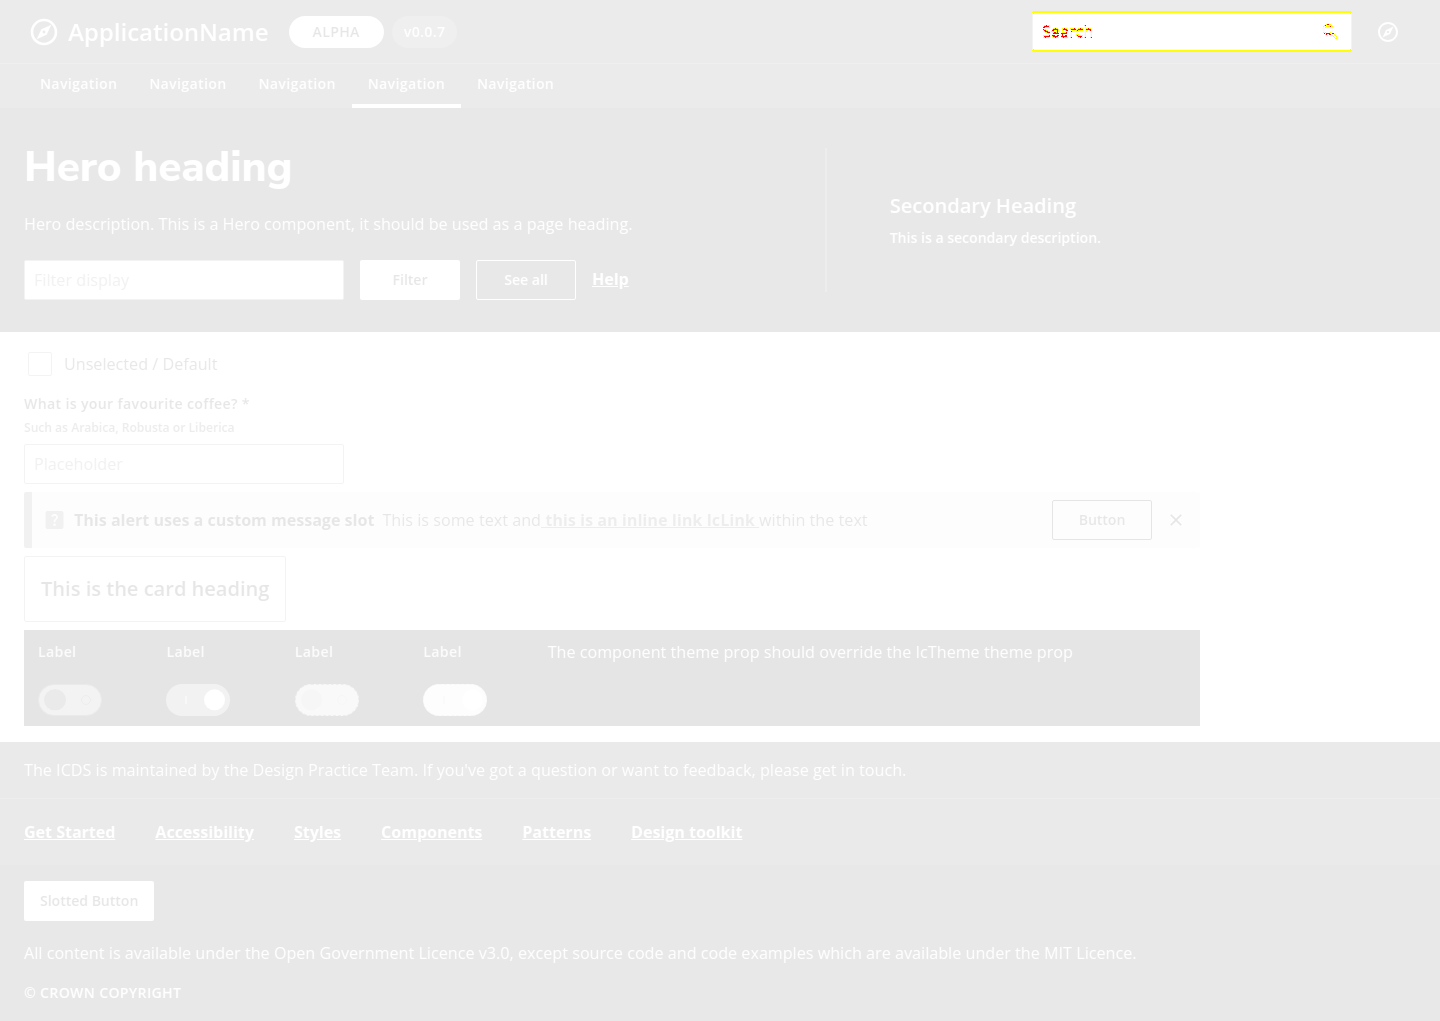 ApplicationName ALPHA v0.0.7 Search
Navigation Navigation Navigation Navigation Navigation
Hero heading
Hero description. This is a Hero component, it should be used as a page heading.
Secondary Heading
This is a secondary description.
Filter display Filter See all Help
Unselected / Default
What is your favourite coffee? *
Such as Arabica, Robusta or Liberica
Placeholder
This alert uses a custom message slot This is some text and this is an inline link IcLink within the text Button
This is the card heading
Label Label Label Label The component theme prop should override the IcTheme theme prop
The ICDS is maintained by the Design Practice Team. If you've got a question or want to feedback, please get in touch.
Get Started Accessibility Styles Components Patterns Design toolkit
Slotted Button
All content is available under the Open Government Licence v3.0, except source code and code examples which are available under the MIT Licence.
© CROWN COPYRIGHT